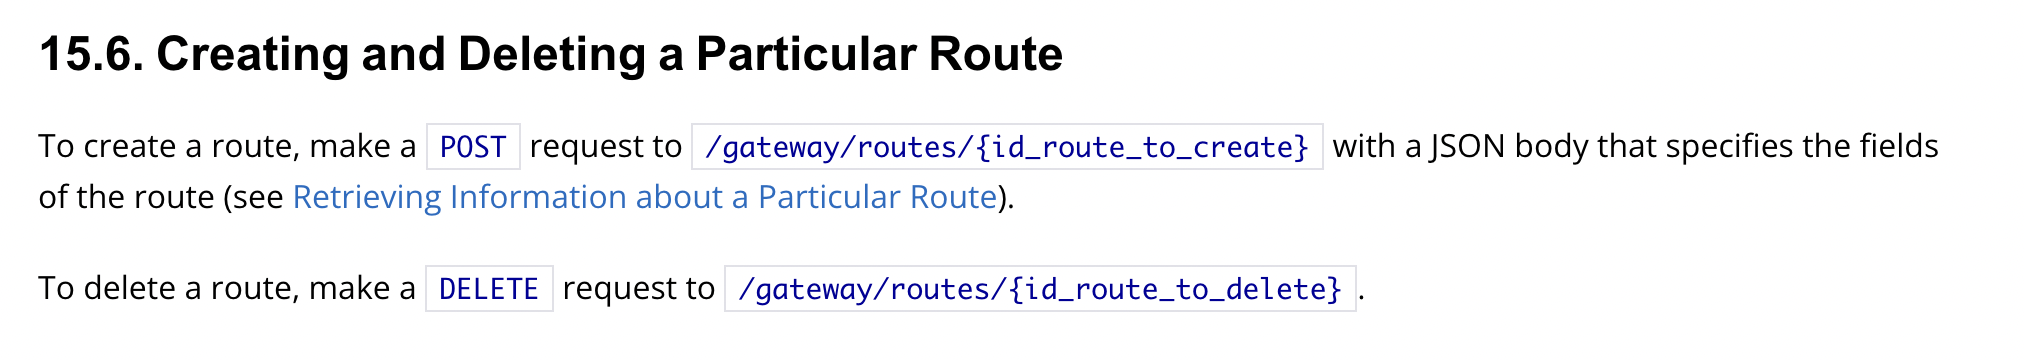 15.6. Creating and Deleting a Particular Route
To create a route, make a POST request to /gateway/routes/{id_route_to_create} with a JSON body that specifies the fields
of the route (see Retrieving Information about a Particular Route).
To delete a route, make a DELETE request to /gateway/routes/{id_route_to_delete}.